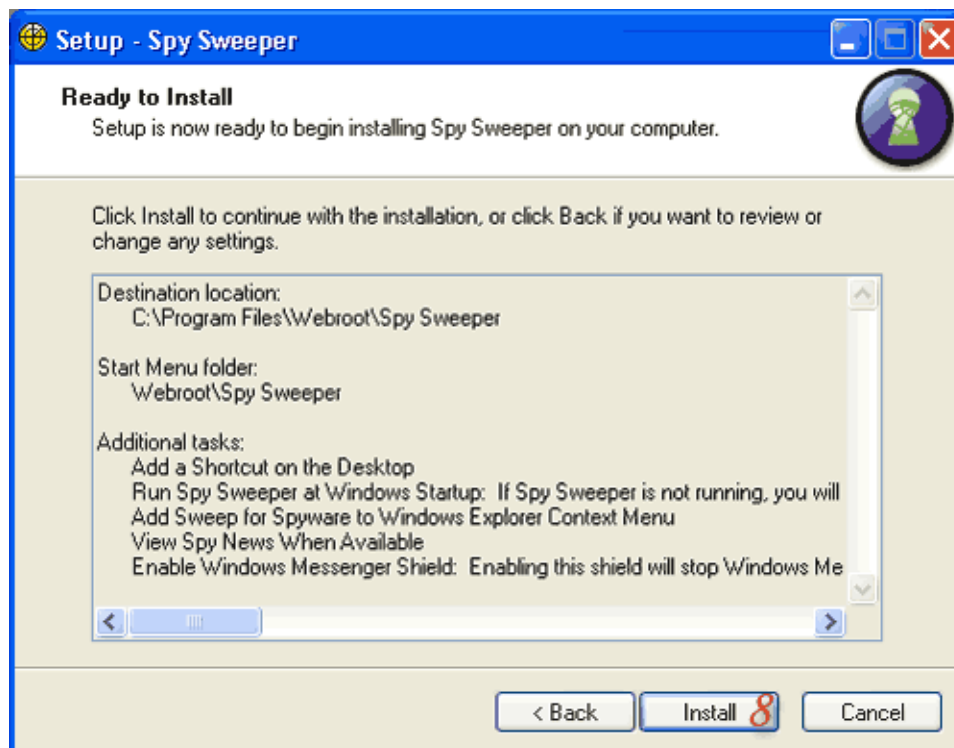 Setup - Spy Sweeper
Ready to Install
Setup is now ready to begin installing Spy Sweeper on your computer.
Click Install to continue with the installation, or click Back if you want to review or
change any settings.
Destination location:
C:\Program Files\Webroot\Spy Sweeper
Start Menu folder:
Webroot\Spy Sweeper
Additional tasks:
Add a Shortcut on the Desktop
Run Spy Sweeper at Windows Startup:  If Spy Sweeper is not running, you will
Add Sweep for Spyware to Windows Explorer Context Menu
View Spy News When Available
Enable Windows Messenger Shield:  Enabling this shield will stop Windows Me
< Back
Install 8
Cancel